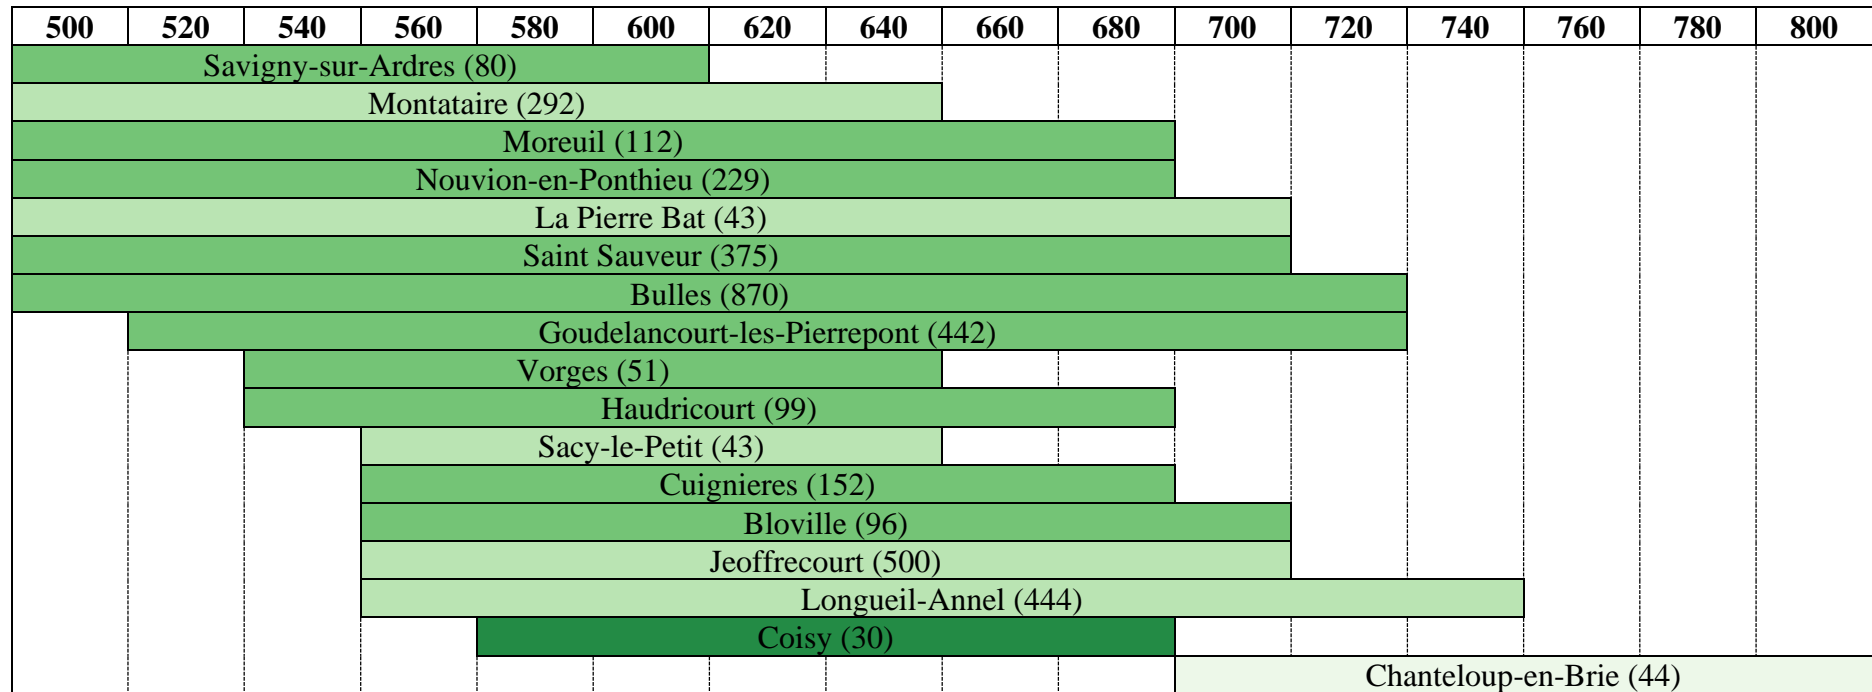 500 520 540 560 580 600 620 640 660 680 700 720 740 760 780 800
Savigny-sur-Ardres (80)
Montataire (292)
Moreuil (112)
Nouvion-en-Ponthieu (229)
La Pierre Bat (43)
Saint Sauveur (375)
Bulles (870)
Goudelancourt-les-Pierrepont (442)
Vorges (51)
Haudricourt (99)
Sacy-le-Petit (43)
Cuignieres (152)
Bloville (96)
Jeoffrecourt (500)
Longueil-Annel (444)
Coisy (30)
Chanteloup-en-Brie (44)